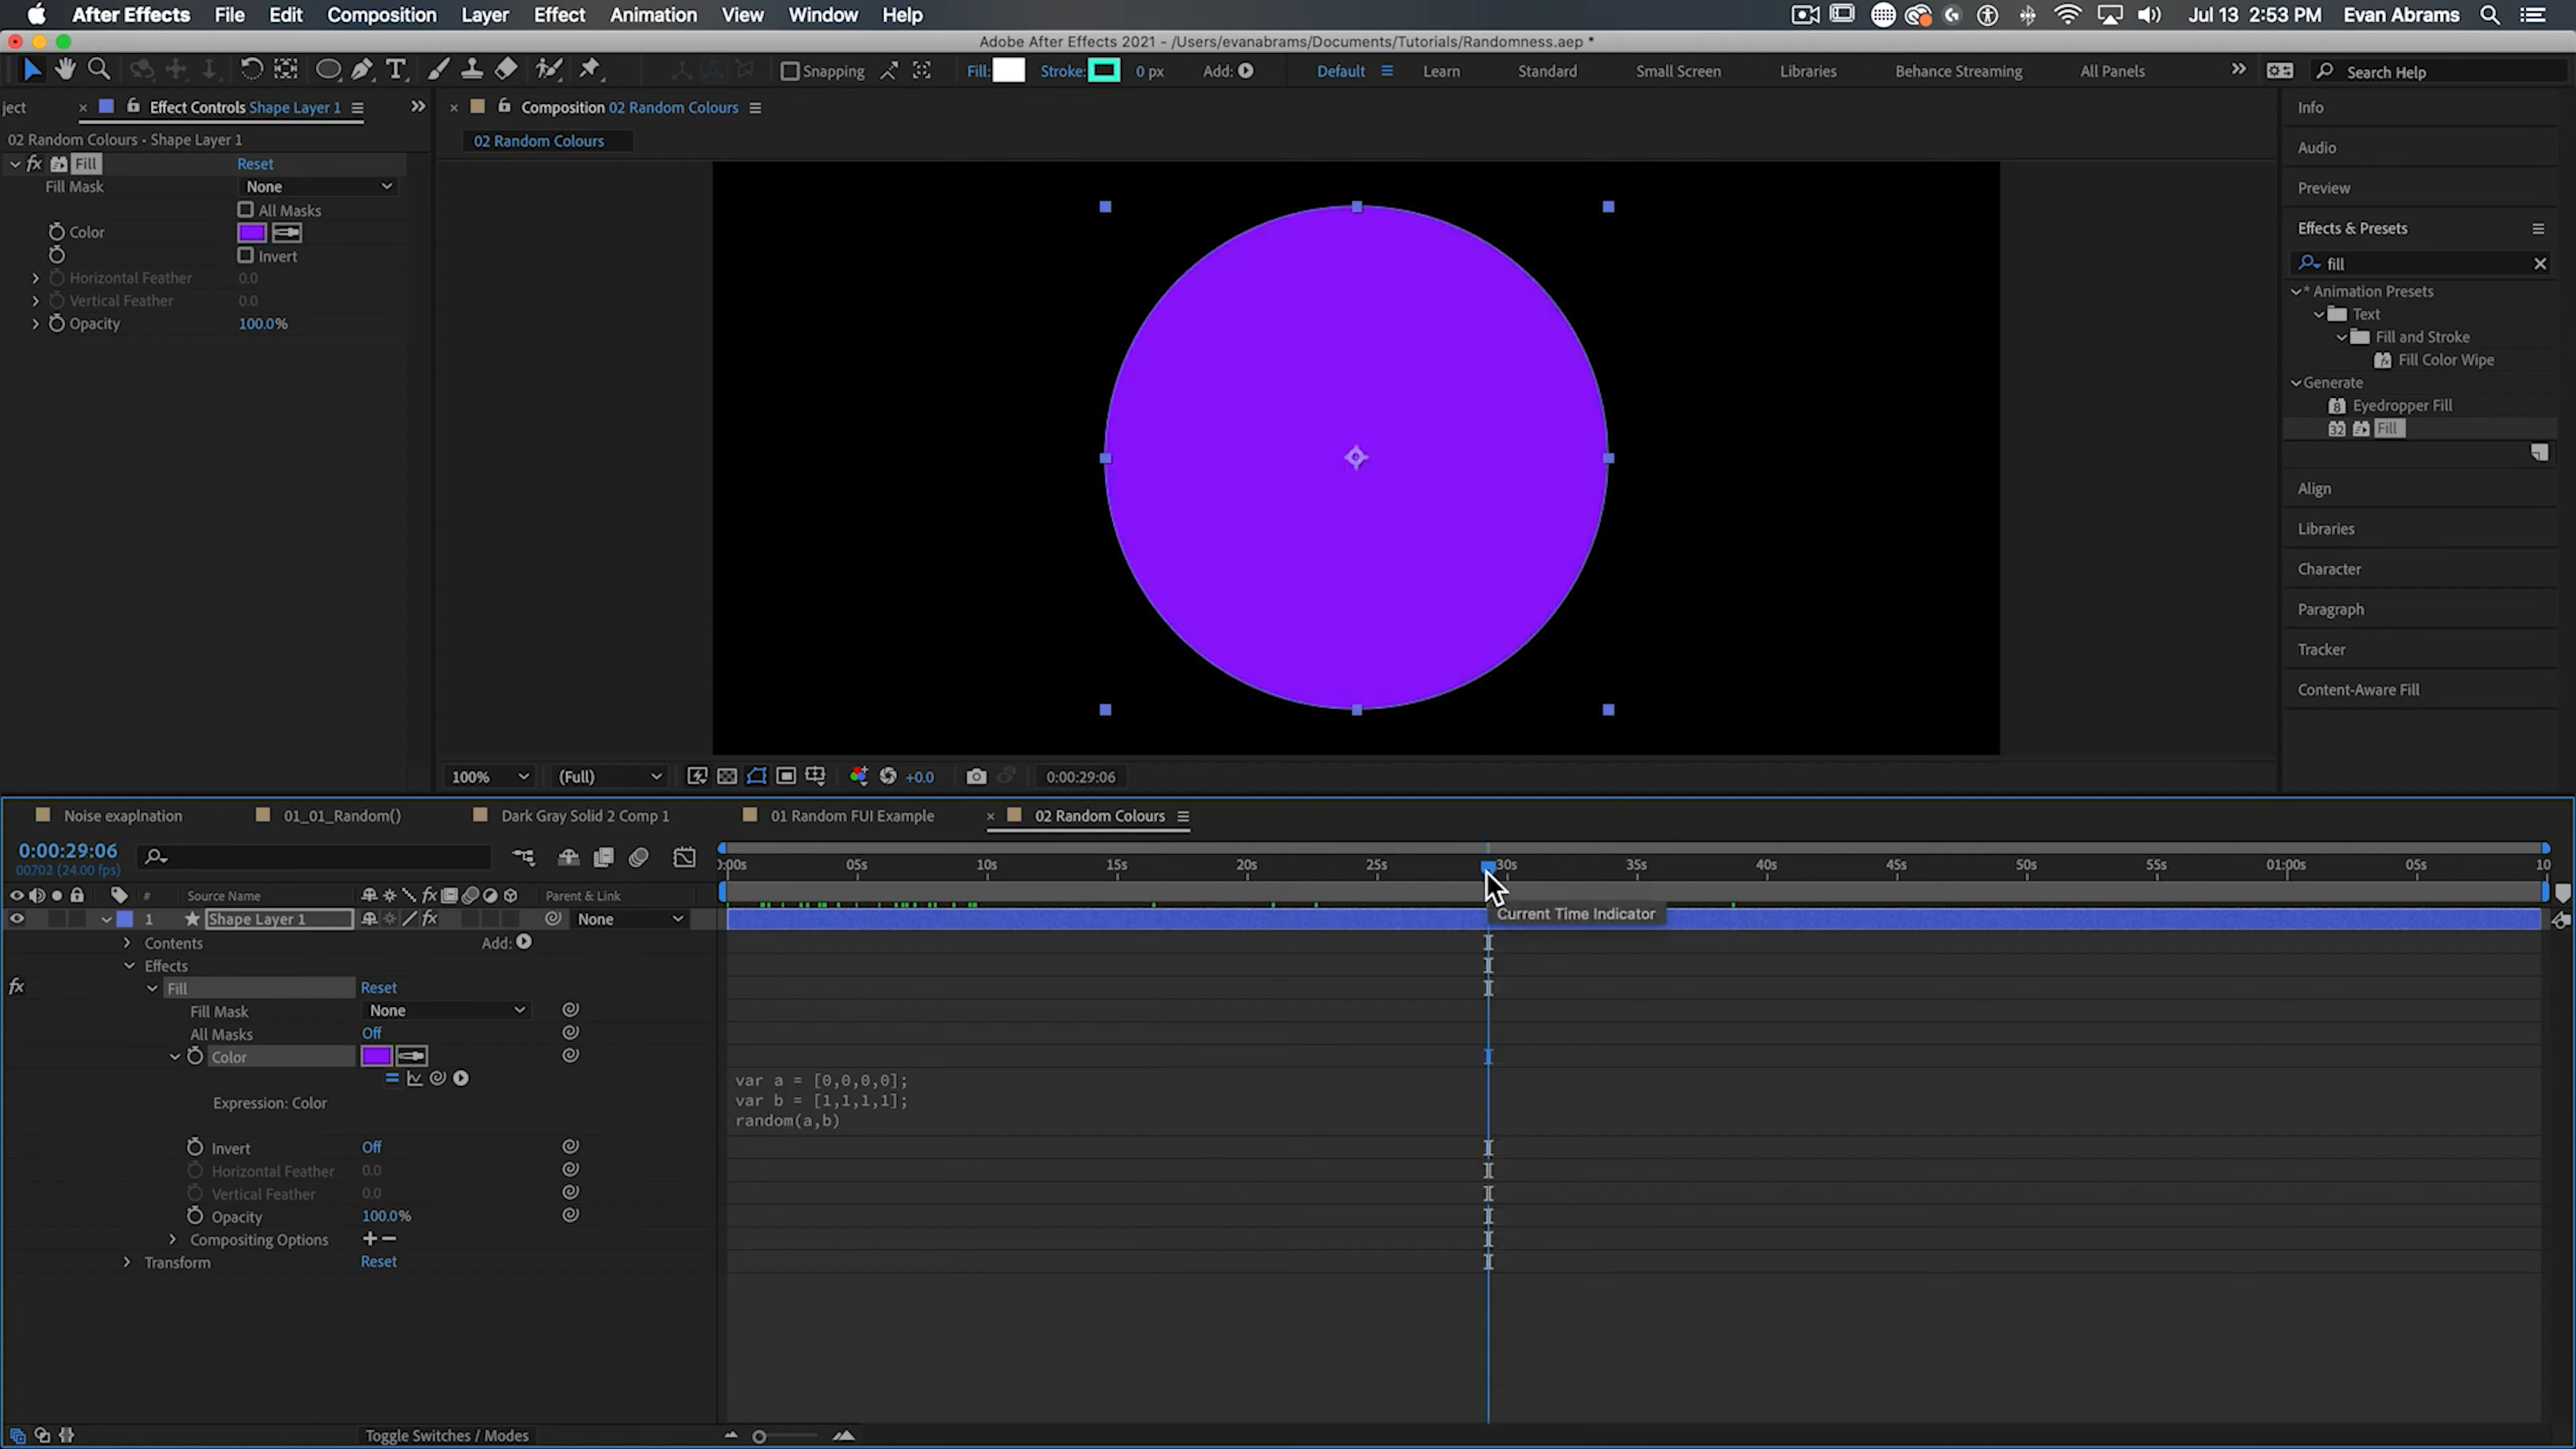 After Effects File Edit Composition Layer Effect Animation View Window Help Jul 13 2:53 PM Evan Abrams
Adobe After Effects 2021 - /Users/evanabrams/Documents/Tutorials/Randomness.aep *
Snapping Fill: Stroke: 0 px Add: Default Learn Standard Small Screen Libraries Behance Streaming All Panels Search Help
ject Effect Controls Shape Layer 1
02 Random Colours • Shape Layer 1
fx Fill Reset
Fill Mask None
All Masks
Color
Invert
Horizontal Feather 0.0
Vertical Feather 0.0
Opacity 100.0%
Composition 02 Random Colours
02 Random Colours
100% (Full) +0.0 0:00:29:06
Info
Audio
Preview
Effects & Presets
fill
* Animation Presets
Text
Fill and Stroke
Fill Color Wipe
Generate
8 Eyedropper Fill
32 Fill
Align
Libraries
Character
Paragraph
Tracker
Content-Aware Fill
Noise exaplnation 01_01_Random() Dark Gray Solid 2 Comp 1 01 Random FUI Example 02 Random Colours
0:00:29:06
00702 (24.00 fps)
):00s 05s 10s 15s 20s 25s 30s 35s 40s 45s 50s 55s 01:00s 05s 10
# Source Name fx Parent & Link
1 Shape Layer 1 fx None
Current Time Indicator
Contents Add:
Effects
fx Fill Reset
Fill Mask None
All Masks Off
Color
Expression: Color
var a = [0,0,0,0];
var b = [1,1,1,1];
random(a,b)
Invert Off
Horizontal Feather 0.0
Vertical Feather 0.0
Opacity 100.0%
Compositing Options + −
Transform Reset
Toggle Switches / Modes